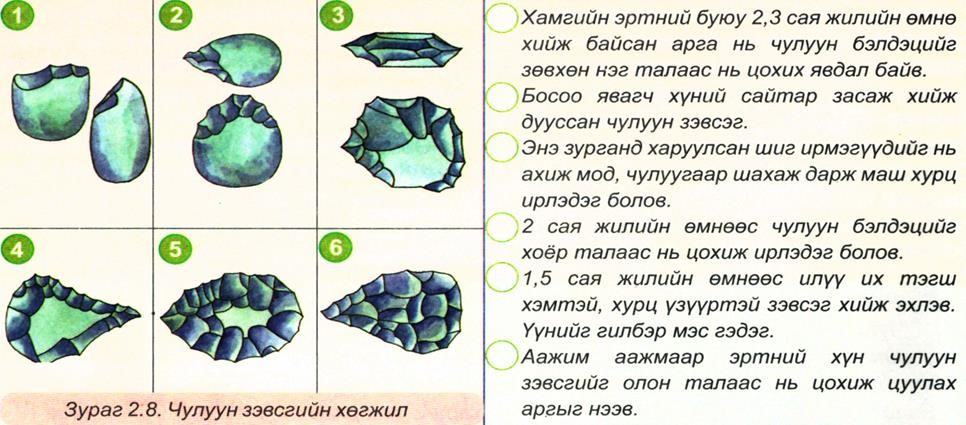 1
2
3
4
5
6
Зураг 2.8. Чулуун зэвсгийн хөгжил
Хамгийн эртний буюу 2,3 сая жилийн өмнө
хийж байсан арга нь чулуун бэлдэцийг
зөвхөн нэг талаас нь цохих явдал байв.
Босоо явагч хүний сайтар засаж хийж
дууссан чулуун зэвсэг.
Энэ зурганд харуулсан шиг ирмэгүүдийг нь
ахиж мод, чулуугаар шахаж дарж маш хурц
ирлэдэг болов.
2 сая жилийн өмнөөс чулуун бэлдэцийг
хоёр талаас нь цохиж ирлэдэг болов.
1,5 сая жилийн өмнөөс илүү их тэгш
хэмтэй, хурц үзүүртэй зэвсэг хийж эхлэв.
Үүнийг гилбэр мэс гэдэг.
Аажим аажмаар эртний хүн чулуун
зэвсгийг олон талаас нь цохиж цуулах
аргыг нээв.